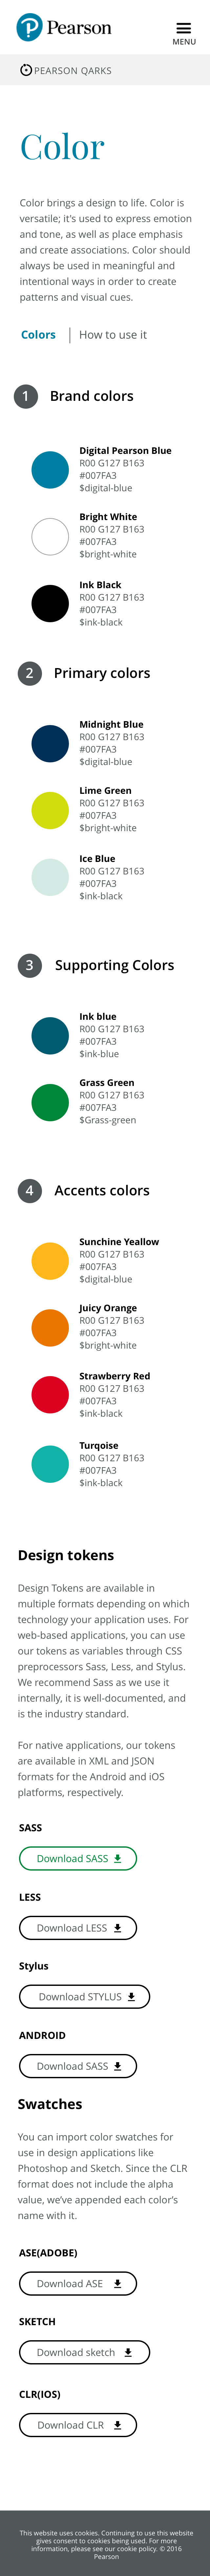 Pearson
MENU
PEARSON QARKS
Color
Color brings a design to life. Color is
versatile; it's used to express emotion
and tone, as well as place emphasis
and create associations. Color should
always be used in meaningful and
intentional ways in order to create
patterns and visual cues.
Colors | How to use it
1 Brand colors
Digital Pearson Blue
R00 G127 B163
#007FA3
$digital-blue
Bright White
R00 G127 B163
#007FA3
$bright-white
Ink Black
R00 G127 B163
#007FA3
$ink-black
2 Primary colors
Midnight Blue
R00 G127 B163
#007FA3
$digital-blue
Lime Green
R00 G127 B163
#007FA3
$bright-white
Ice Blue
R00 G127 B163
#007FA3
$ink-black
3 Supporting Colors
Ink blue
R00 G127 B163
#007FA3
$ink-blue
Grass Green
R00 G127 B163
#007FA3
$Grass-green
4 Accents colors
Sunchine Yeallow
R00 G127 B163
#007FA3
$digital-blue
Juicy Orange
R00 G127 B163
#007FA3
$bright-white
Strawberry Red
R00 G127 B163
#007FA3
$ink-black
Turqoise
R00 G127 B163
#007FA3
$ink-black
Design tokens
Design Tokens are available in
multiple formats depending on which
technology your application uses. For
web-based applications, you can use
our tokens as variables through CSS
preprocessors Sass, Less, and Stylus.
We recommend Sass as we use it
internally, it is well-documented, and
is the industry standard.
For native applications, our tokens
are available in XML and JSON
formats for the Android and iOS
platforms, respectively.
SASS
Download SASS
LESS
Download LESS
Stylus
Download STYLUS
ANDROID
Download SASS
Swatches
You can import color swatches for
use in design applications like
Photoshop and Sketch. Since the CLR
format does not include the alpha
value, we've appended each color's
name with it.
ASE(ADOBE)
Download ASE
SKETCH
Download sketch
CLR(IOS)
Download CLR
This website uses cookies. Continuing to use this website
gives consent to cookies being used. For more
information, please see our cookie policy. © 2016
Pearson